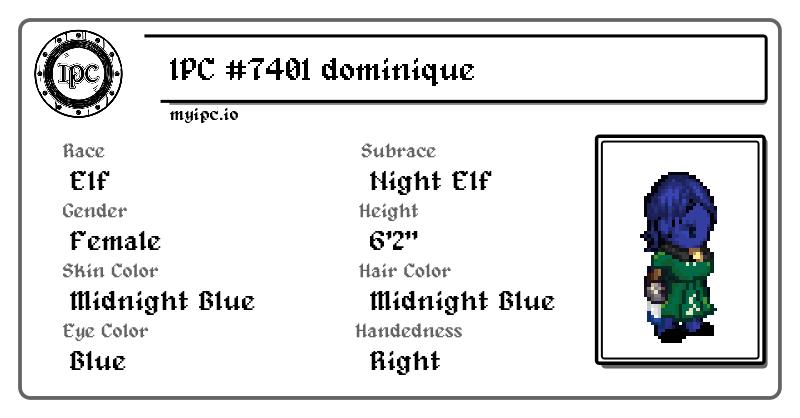 IPC
IPC #7401 dominique
myipc.io
Race
Elf
Subrace
Night Elf
Gender
Female
Height
6'2"
Skin Color
Midnight Blue
Hair Color
Midnight Blue
Eye Color
Blue
Handedness
Right